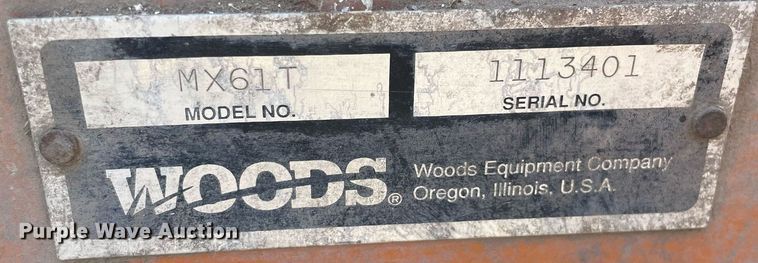 MX61T
MODEL NO.
1113401
SERIAL NO.
WOODS®
Woods Equipment Company
Oregon, Illinois, U.S.A.
Purple Wave Auction